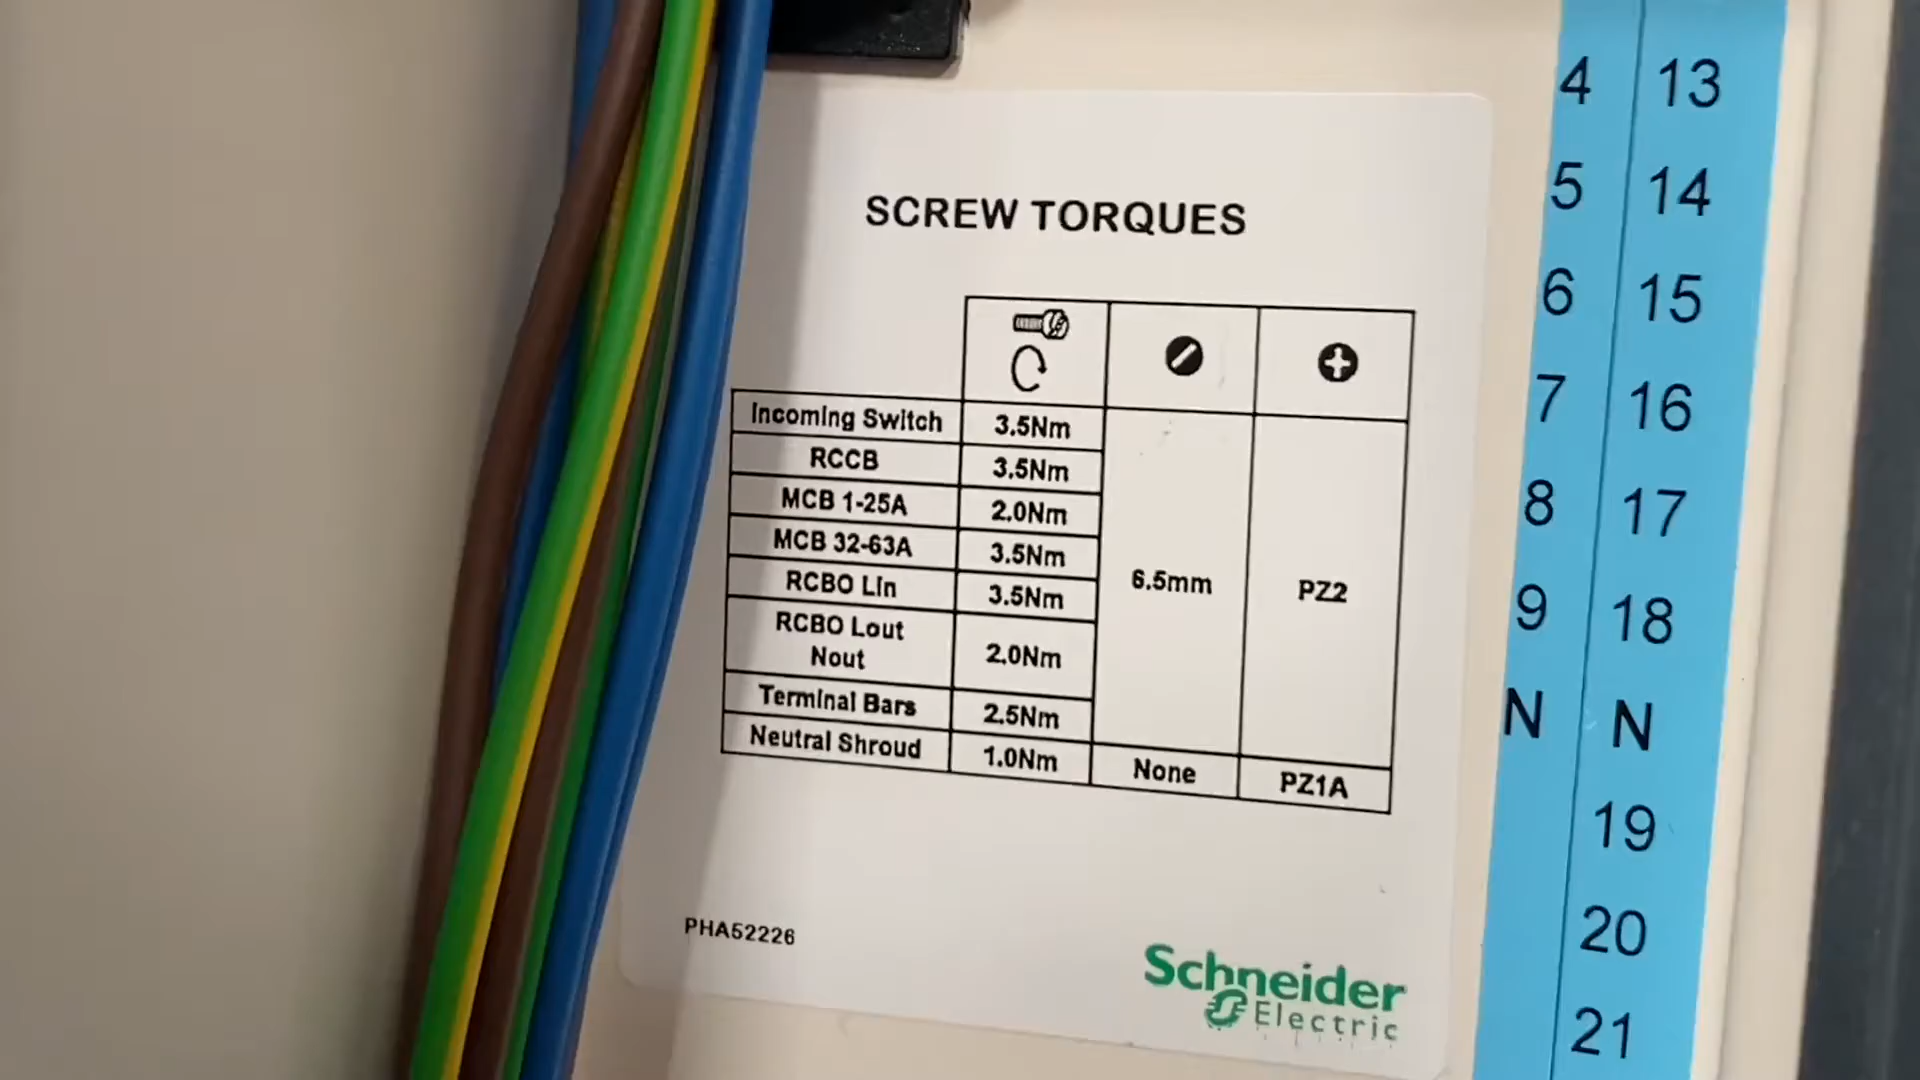 SCREW TORQUES
Incoming Switch 3.5Nm
RCCB 3.5Nm
MCB 1-25A 2.0Nm
MCB 32-63A 3.5Nm
RCBO Lin 3.5Nm
RCBO Lout
Nout 2.0Nm
Terminal Bars 2.5Nm
6.5mm PZ2
Neutral Shroud 1.0Nm None PZ1A
PHA52226
Schneider
Electric
4 13
5 14
6 15
7 16
8 17
9 18
N N
19
20
21